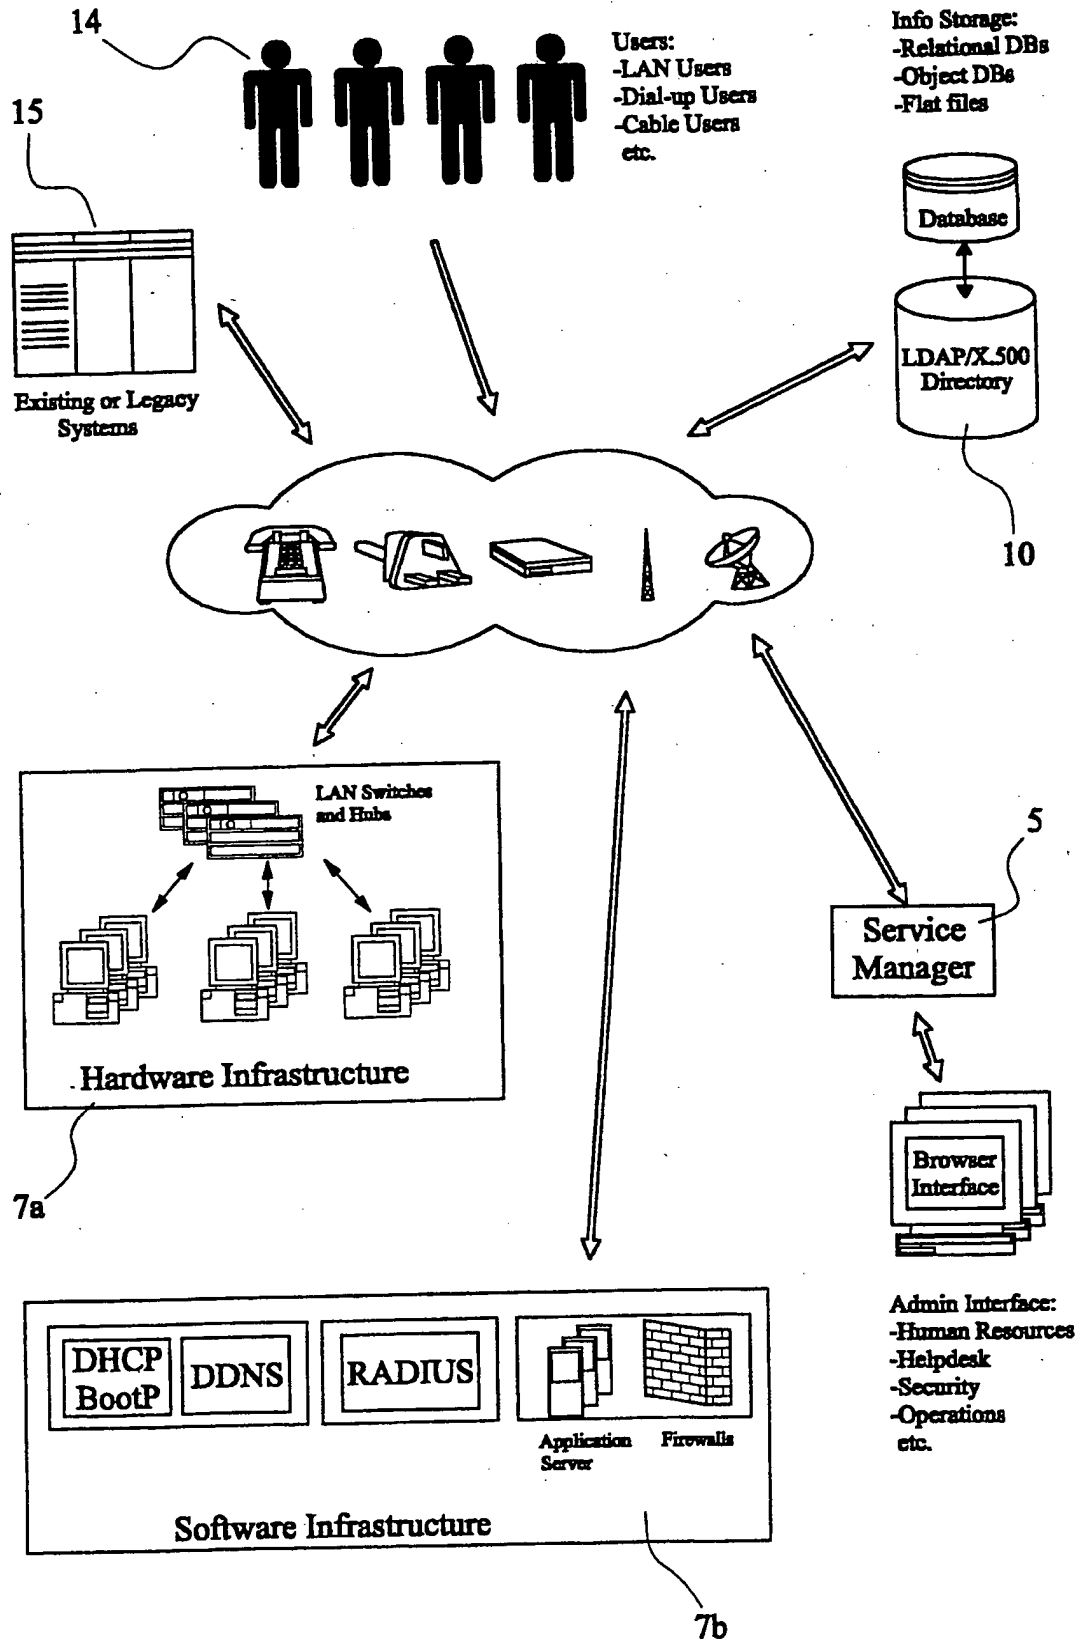 14
Users:
-LAN Users
-Dial-up Users
-Cable Users
etc.
Info Storage:
-Relational DBs
-Object DBs
-Flat files
15
Database
LDAP/X.500
Directory
Existing or Legacy
Systems
10
LAN Switches
and Hubs
5
Service
Manager
Hardware Infrastructure
7a
Browser
Interface
Admin Interface:
-Human Resources
-Helpdesk
-Security
-Operations
etc.
DHCP
BootP
DDNS
RADIUS
Application
Server
Firewalls
Software Infrastructure
7b